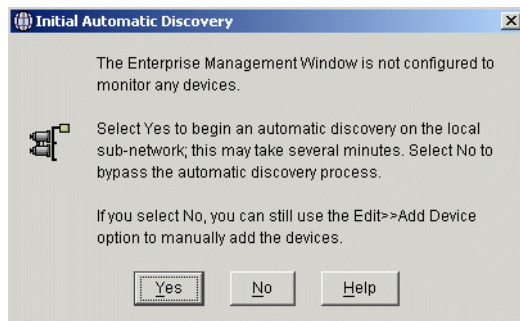 Initial Automatic Discovery
The Enterprise Management Window is not configured to
monitor any devices.
Select Yes to begin an automatic discovery on the local
sub-network; this may take several minutes. Select No to
bypass the automatic discovery process.
If you select No, you can still use the Edit>>Add Device
option to manually add the devices.
Yes No Help